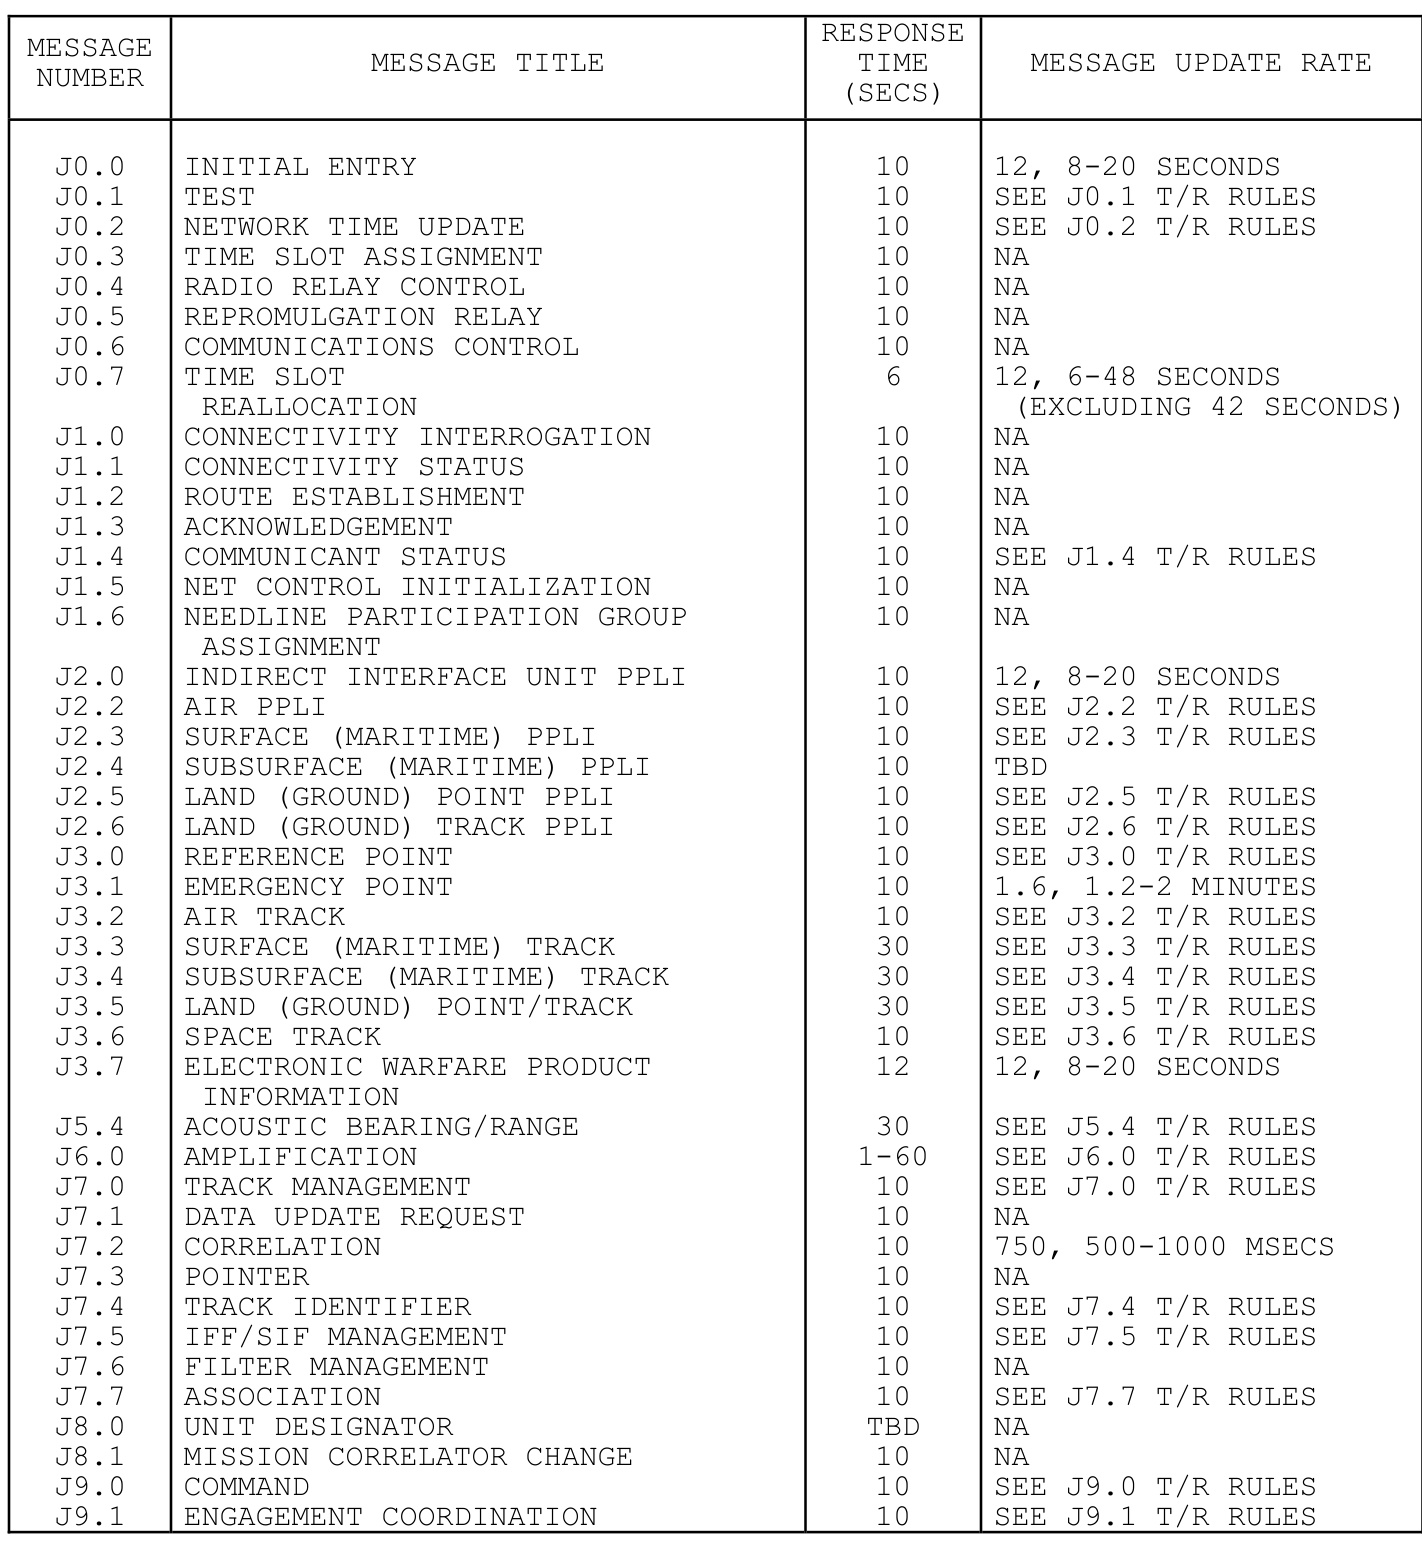 MESSAGE NUMBER MESSAGE TITLE RESPONSE TIME (SECS) MESSAGE UPDATE RATE
J0.0 INITIAL ENTRY 10 12, 8-20 SECONDS
J0.1 TEST 10 SEE J0.1 T/R RULES
J0.2 NETWORK TIME UPDATE 10 SEE J0.2 T/R RULES
J0.3 TIME SLOT ASSIGNMENT 10 NA
J0.4 RADIO RELAY CONTROL 10 NA
J0.5 REPROMULGATION RELAY 10 NA
J0.6 COMMUNICATIONS CONTROL 10 NA
J0.7 TIME SLOT 6 12, 6-48 SECONDS
REALLOCATION (EXCLUDING 42 SECONDS)
J1.0 CONNECTIVITY INTERROGATION 10 NA
J1.1 CONNECTIVITY STATUS 10 NA
J1.2 ROUTE ESTABLISHMENT 10 NA
J1.3 ACKNOWLEDGEMENT 10 NA
J1.4 COMMUNICANT STATUS 10 SEE J1.4 T/R RULES
J1.5 NET CONTROL INITIALIZATION 10 NA
J1.6 NEEDLINE PARTICIPATION GROUP 10 NA
ASSIGNMENT
J2.0 INDIRECT INTERFACE UNIT PPLI 10 12, 8-20 SECONDS
J2.2 AIR PPLI 10 SEE J2.2 T/R RULES
J2.3 SURFACE (MARITIME) PPLI 10 SEE J2.3 T/R RULES
J2.4 SUBSURFACE (MARITIME) PPLI 10 TBD
J2.5 LAND (GROUND) POINT PPLI 10 SEE J2.5 T/R RULES
J2.6 LAND (GROUND) TRACK PPLI 10 SEE J2.6 T/R RULES
J3.0 REFERENCE POINT 10 SEE J3.0 T/R RULES
J3.1 EMERGENCY POINT 10 1.6, 1.2-2 MINUTES
J3.2 AIR TRACK 10 SEE J3.2 T/R RULES
J3.3 SURFACE (MARITIME) TRACK 30 SEE J3.3 T/R RULES
J3.4 SUBSURFACE (MARITIME) TRACK 30 SEE J3.4 T/R RULES
J3.5 LAND (GROUND) POINT/TRACK 30 SEE J3.5 T/R RULES
J3.6 SPACE TRACK 10 SEE J3.6 T/R RULES
J3.7 ELECTRONIC WARFARE PRODUCT 12 12, 8-20 SECONDS
INFORMATION
J5.4 ACOUSTIC BEARING/RANGE 30 SEE J5.4 T/R RULES
J6.0 AMPLIFICATION 1-60 SEE J6.0 T/R RULES
J7.0 TRACK MANAGEMENT 10 SEE J7.0 T/R RULES
J7.1 DATA UPDATE REQUEST 10 NA
J7.2 CORRELATION 10 750, 500-1000 MSECS
J7.3 POINTER 10 NA
J7.4 TRACK IDENTIFIER 10 SEE J7.4 T/R RULES
J7.5 IFF/SIF MANAGEMENT 10 SEE J7.5 T/R RULES
J7.6 FILTER MANAGEMENT 10 NA
J7.7 ASSOCIATION 10 SEE J7.7 T/R RULES
J8.0 UNIT DESIGNATOR TBD NA
J8.1 MISSION CORRELATOR CHANGE 10 NA
J9.0 COMMAND 10 SEE J9.0 T/R RULES
J9.1 ENGAGEMENT COORDINATION 10 SEE J9.1 T/R RULES